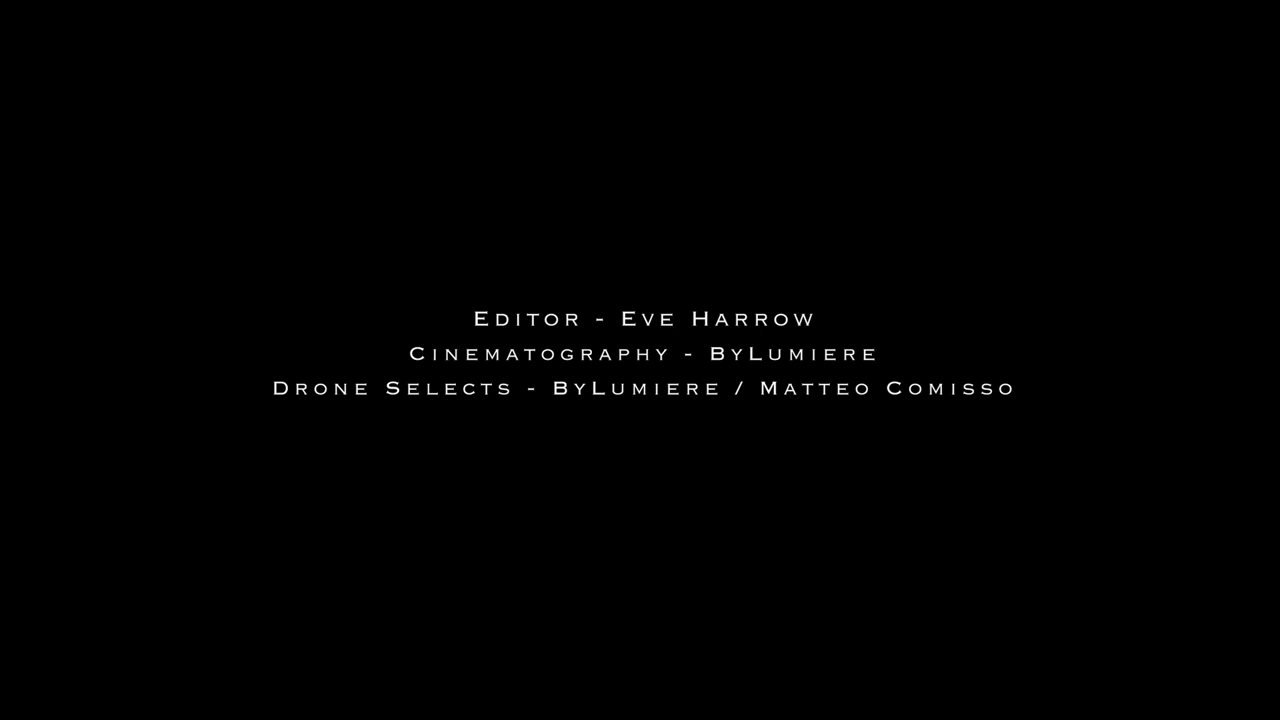 Editor - Eve Harrow
Cinematography - ByLumiere
Drone Selects - ByLumiere / Matteo Comisso